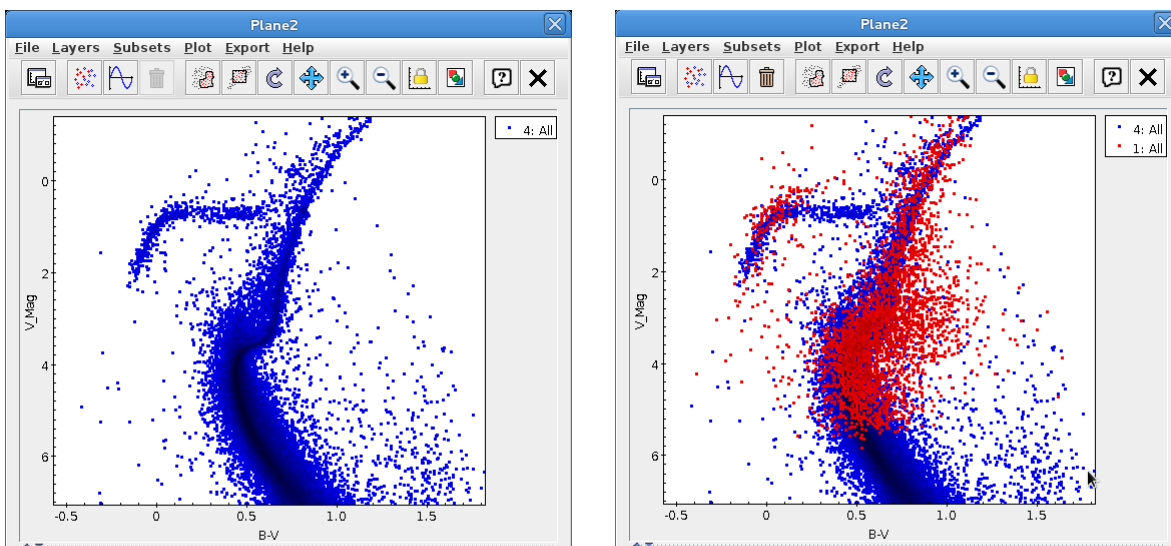 Plane2
File Layers Subsets Plot Export Help
4: All
0
2
4
6
V_Mag
-0.5 0 0.5 1.0 1.5
B-V
Plane2
File Layers Subsets Plot Export Help
4: All
1: All
0
2
4
6
V_Mag
-0.5 0 0.5 1.0 1.5
B-V